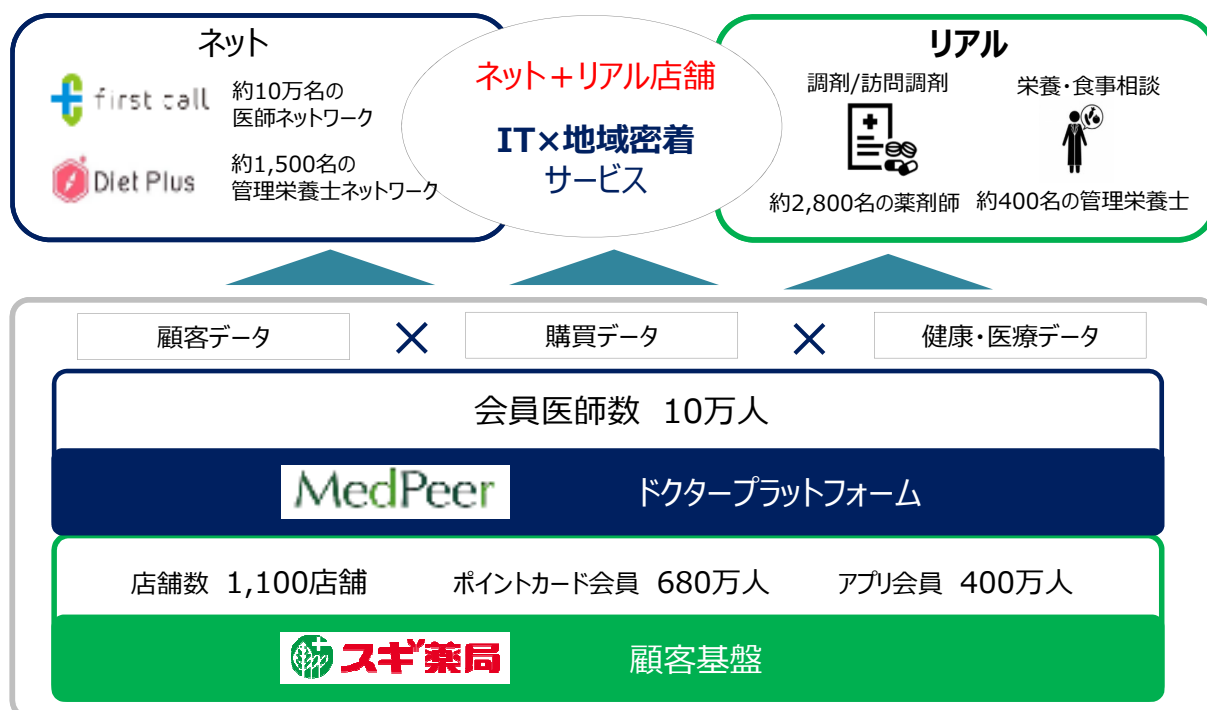 ネット
first call
約10万名の
医師ネットワーク
DIet Plus
約1,500名の
管理栄養士ネットワーク
ネット＋リアル店舗
IT×地域密着
サービス
リアル
調剤/訪問調剤
約2,800名の薬剤師
栄養・食事相談
約400名の管理栄養士
顧客データ × 購買データ × 健康・医療データ
会員医師数 10万人
MedPeer ドクタープラットフォーム
店舗数 1,100店舗 ポイントカード会員 680万人 アプリ会員 400万人
スギ薬局 顧客基盤